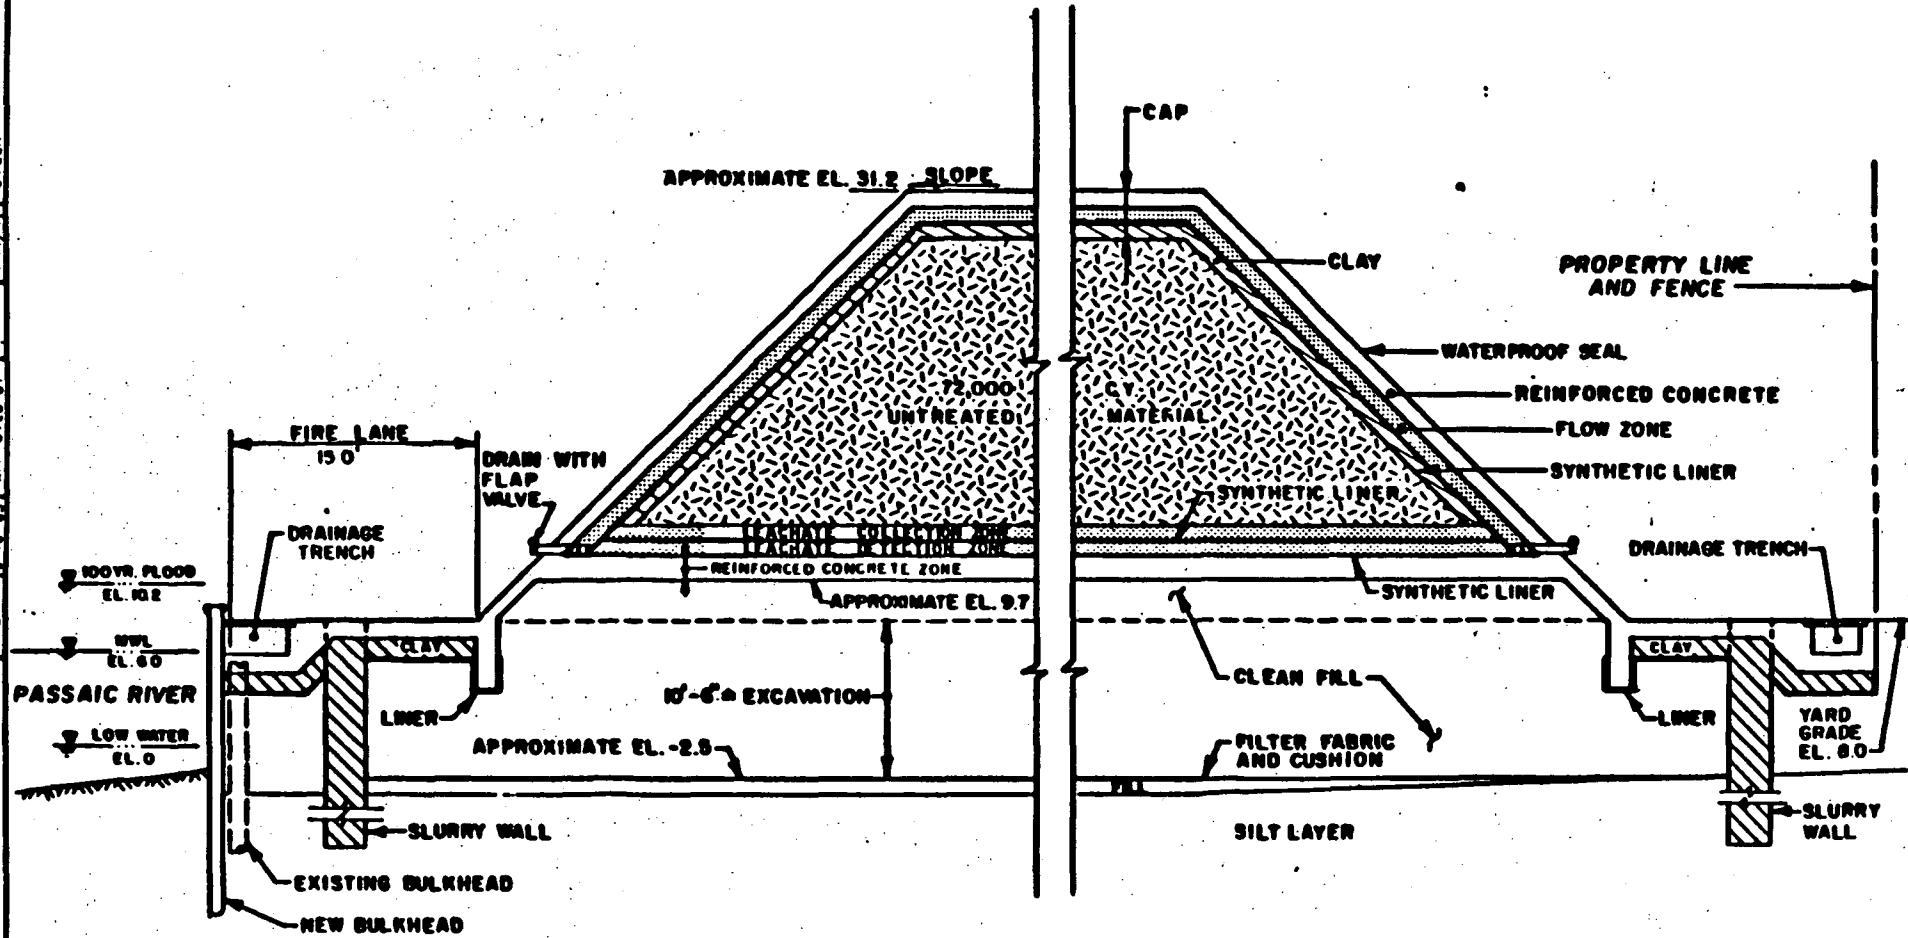 CAP
APPROXIMATE EL. 31.2
SLOPE
CLAY
PROPERTY LINE
AND FENCE
WATERPROOF SEAL
REINFORCED CONCRETE
FLOW ZONE
SYNTHETIC LINER
72,000
C.Y.
UNTREATED
MATERIAL
SYNTHETIC LINER
FIRE LANE
15 0
DRAIN WITH
FLAP
VALVE
DRAINAGE
TRENCH
LEACHATE COLLECTION ZONE
LEACHATE DETECTION ZONE
REINFORCED CONCRETE ZONE
DRAINAGE TRENCH
SYNTHETIC LINER
100 YR. FLOOD
EL. 10.2
APPROXIMATE EL. 9.7
MWL
EL. 6.0
CLAY
CLAY
PASSAIC RIVER
10'-6"± EXCAVATION
CLEAN FILL
LINER
LINER
YARD
GRADE
EL. 8.0
LOW WATER
EL. 0
APPROXIMATE EL. -2.5
FILTER FABRIC
AND CUSHION
FILL
SLURRY WALL
SILT LAYER
SLURRY
WALL
EXISTING BULKHEAD
NEW BULKHEAD